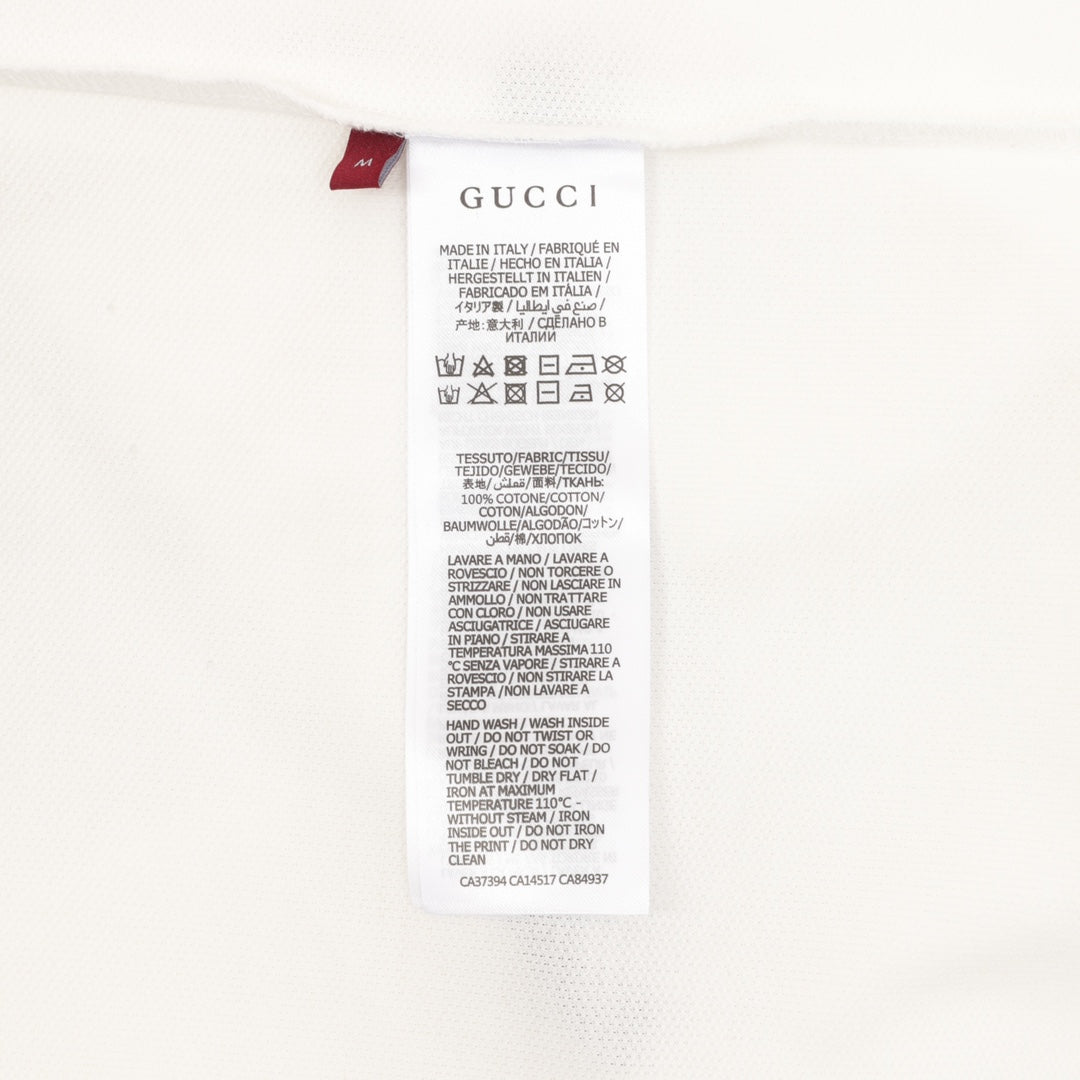 M
GUCCI
MADE IN ITALY / FABRIQUÉ EN
ITALIE / HECHO EN ITALIA /
HERGESTELLT IN ITALIEN /
FABRICADO EM ITÁLIA /
イタリア製 / صنع في ايطاليا /
产地: 意大利 / СДЕЛАНО В
ИТАЛИИ
TESSUTO/FABRIC/TISSU/
TEJIDO/GEWEBE/TECIDO/
表地/قماش/面料/ТКАНЬ:
100% COTONE/COTTON/
COTON/ALGODON/
BAUMWOLLE/ALGODÃO/コットン/
قطن/棉/ХЛОПОК
LAVARE A MANO / LAVARE A
ROVESCIO / NON TORCERE O
STRIZZARE / NON LASCIARE IN
AMMOLLO / NON TRATTARE
CON CLORO / NON USARE
ASCIUGATRICE / ASCIUGARE
IN PIANO / STIRARE A
TEMPERATURA MASSIMA 110
°C SENZA VAPORE / STIRARE A
ROVESCIO / NON STIRARE LA
STAMPA /NON LAVARE A
SECCO
HAND WASH / WASH INSIDE
OUT / DO NOT TWIST OR
WRING / DO NOT SOAK / DO
NOT BLEACH / DO NOT
TUMBLE DRY / DRY FLAT /
IRON AT MAXIMUM
TEMPERATURE 110°C -
WITHOUT STEAM / IRON
INSIDE OUT / DO NOT IRON
THE PRINT / DO NOT DRY
CLEAN
CA37394 CA14517 CA84937